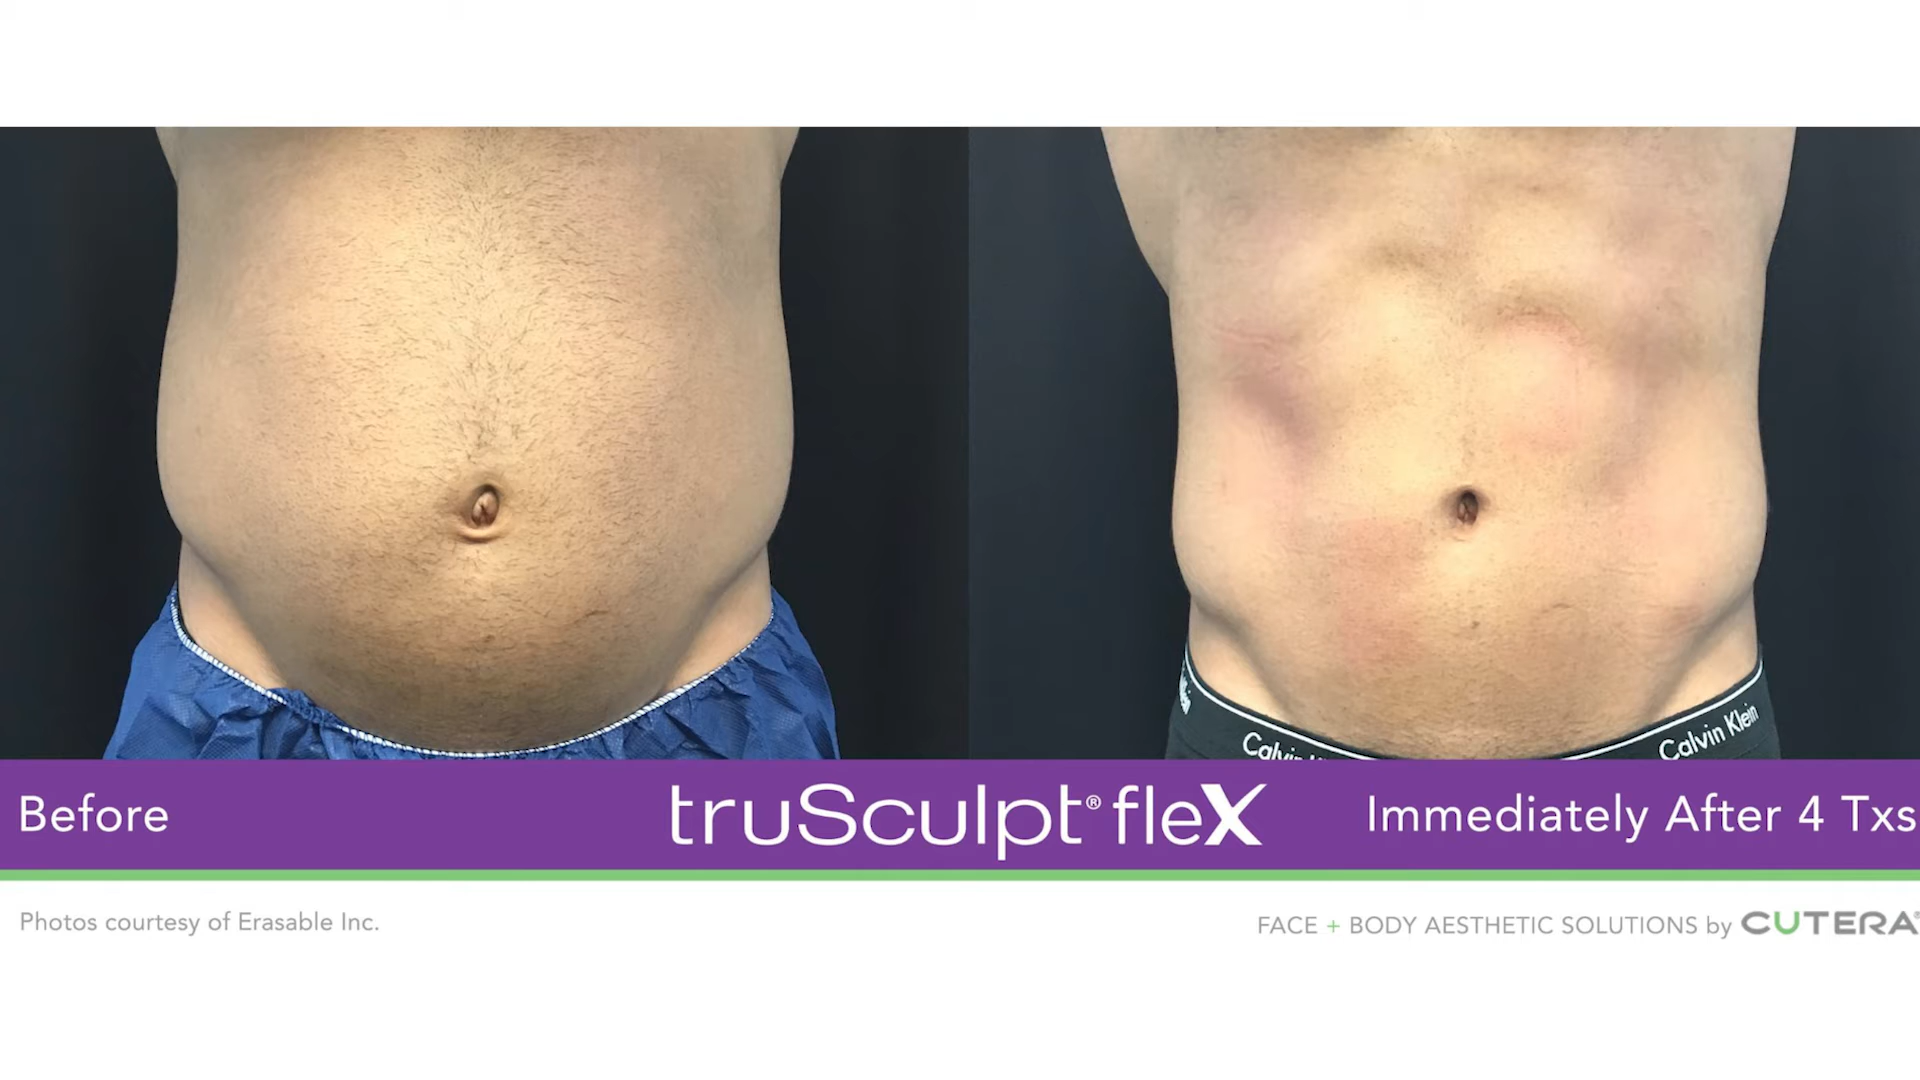 Calvin Klein
Before
truSculpt® fleX
Immediately After 4 Txs
Photos courtesy of Erasable Inc.
FACE + BODY AESTHETIC SOLUTIONS by CUTERA®